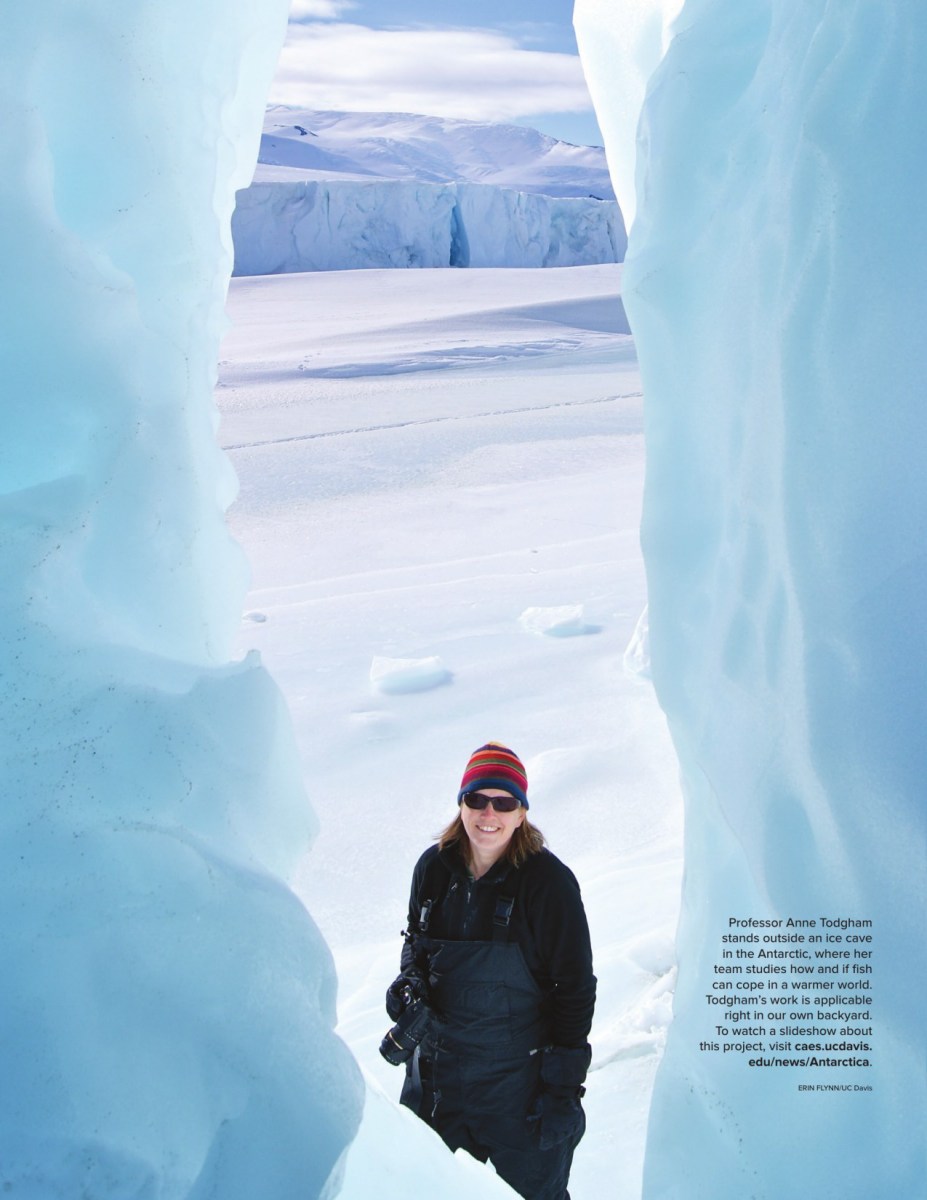 Professor Anne Todgham
stands outside an ice cave
in the Antarctic, where her
team studies how and if fish
can cope in a warmer world.
Todgham's work is applicable
right in our own backyard.
To watch a slideshow about
this project, visit caes.ucdavis.
edu/news/Antarctica.
ERIN FLYNN/UC Davis